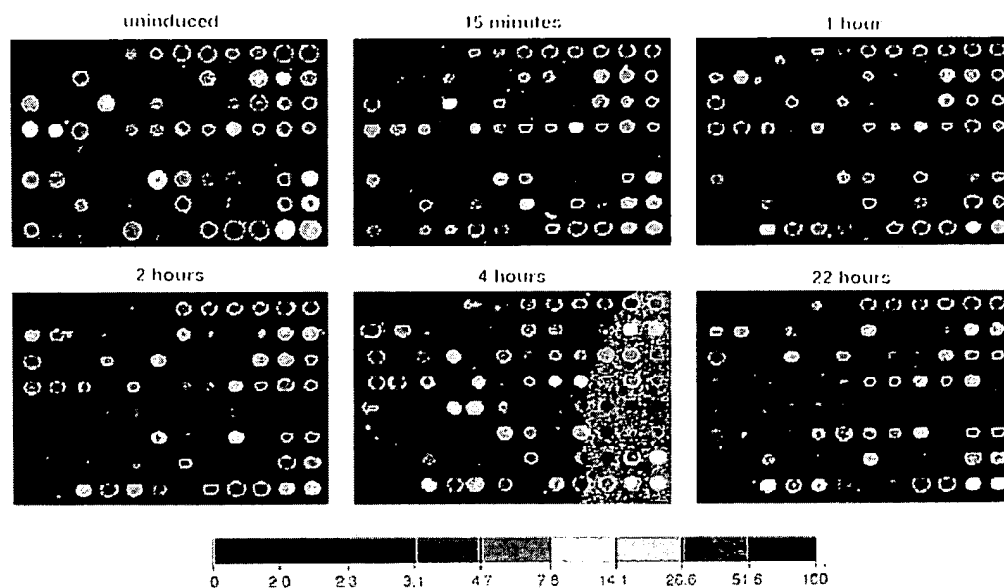 uninduced 15 minutes 1 hour
2 hours 4 hours 22 hours
0 2.0 2.3 3.1 4.7 7.8 14.1 26.6 51.6 100